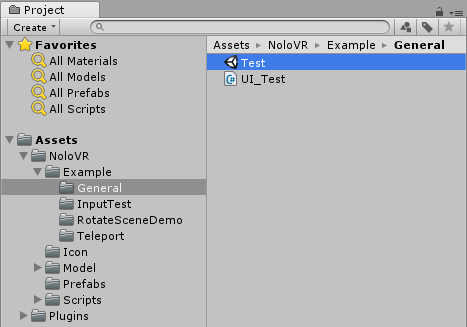 Project
Create
Favorites
All Materials
All Models
All Prefabs
All Scripts
Assets
NoloVR
Example
General
InputTest
RotateSceneDemo
Teleport
Icon
Model
Prefabs
Scripts
Plugins
Assets NoloVR Example General
Test
UI_Test